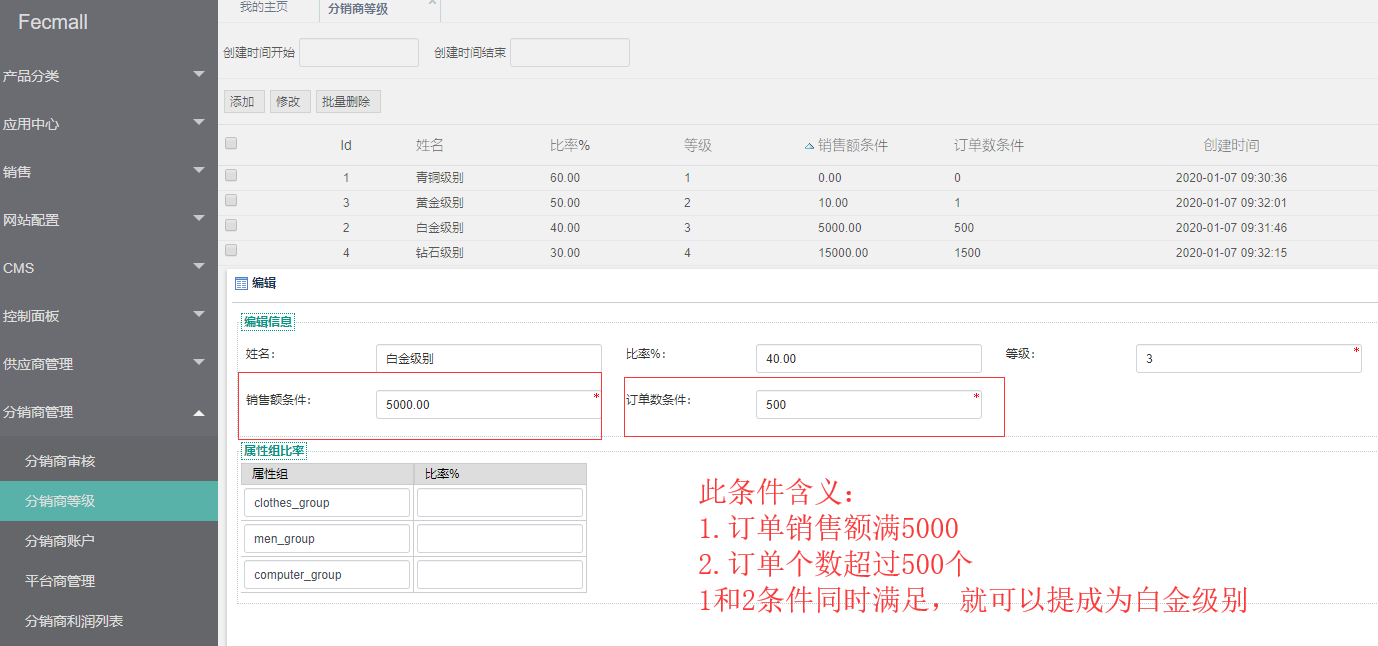 Fecmall
我的主页 分销商等级
创建时间开始 创建时间结束
产品分类
应用中心
销售
网站配置
CMS
控制面板
供应商管理
分销商管理
分销商审核
分销商等级
分销商账户
平台商管理
分销商利润列表
添加 修改 批量删除
Id 姓名 比率% 等级 销售额条件 订单数条件 创建时间
1 青铜级别 60.00 1 0.00 0 2020-01-07 09:30:36
3 黄金级别 50.00 2 10.00 1 2020-01-07 09:32:01
2 白金级别 40.00 3 5000.00 500 2020-01-07 09:31:46
4 钻石级别 30.00 4 15000.00 1500 2020-01-07 09:32:15
编辑
编辑信息
姓名: 白金级别 比率%: 40.00 等级: 3 *
销售额条件: 5000.00 * 订单数条件: 500 *
属性组比率
属性组 比率%
clothes_group
men_group
computer_group
此条件含义:
1.订单销售额满5000
2.订单个数超过500个
1和2条件同时满足，就可以提成为白金级别